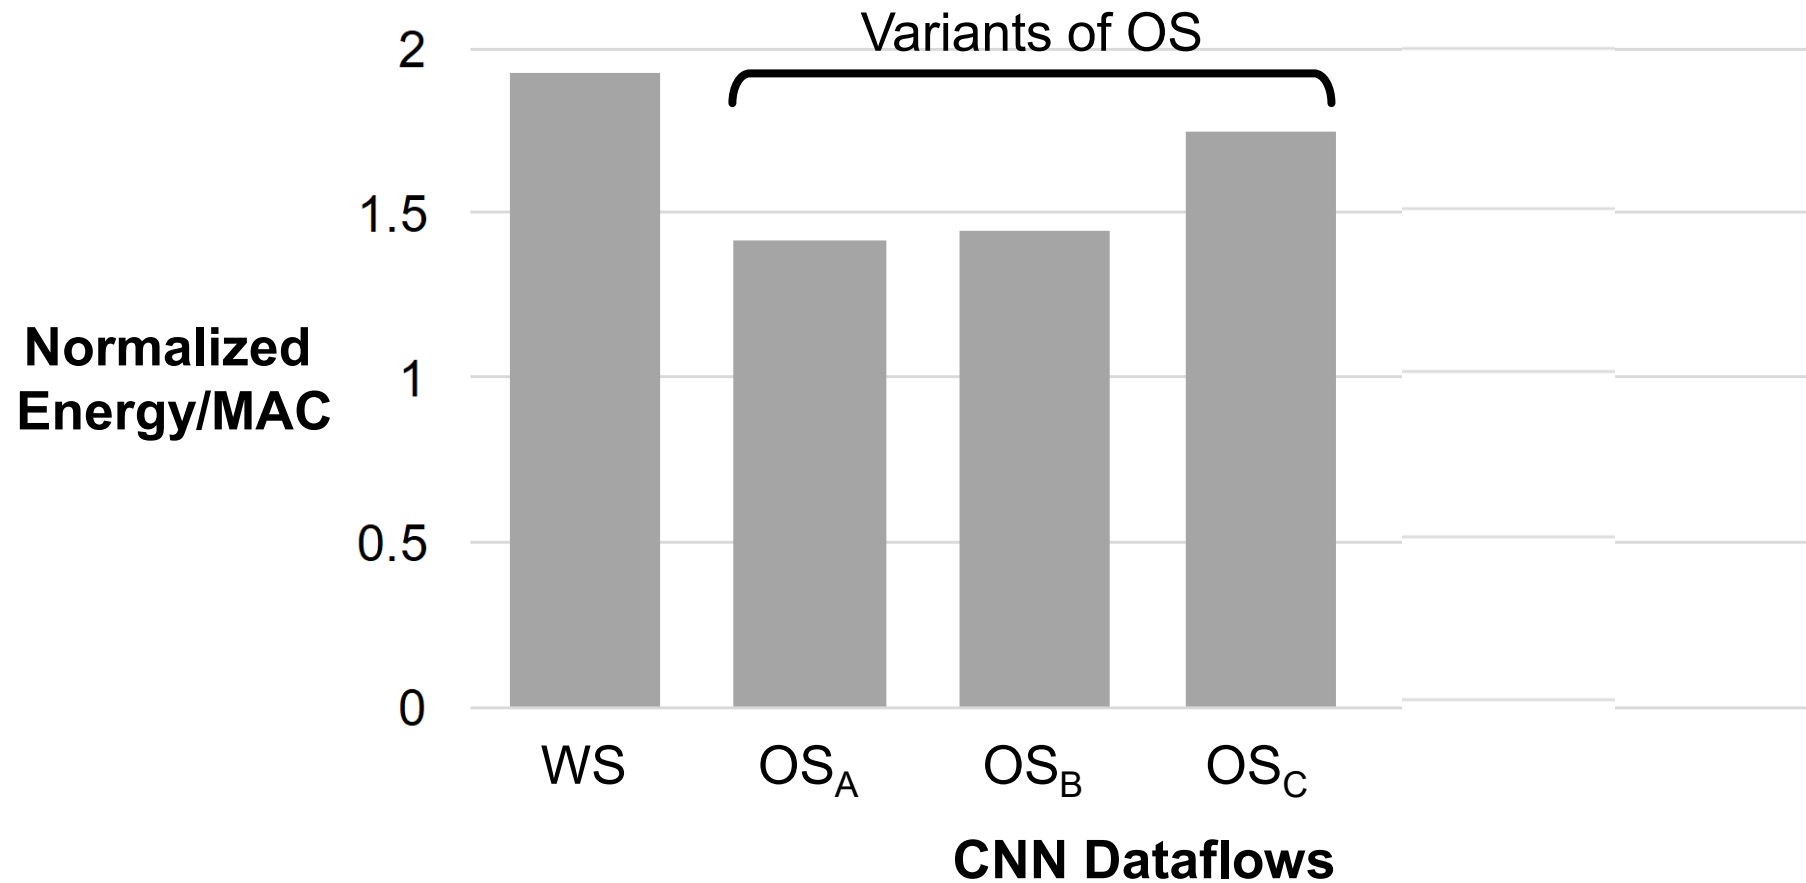 Variants of OS
2
1.5
1
0.5
0
Normalized
Energy/MAC
WS OSA OSB OSC
CNN Dataflows